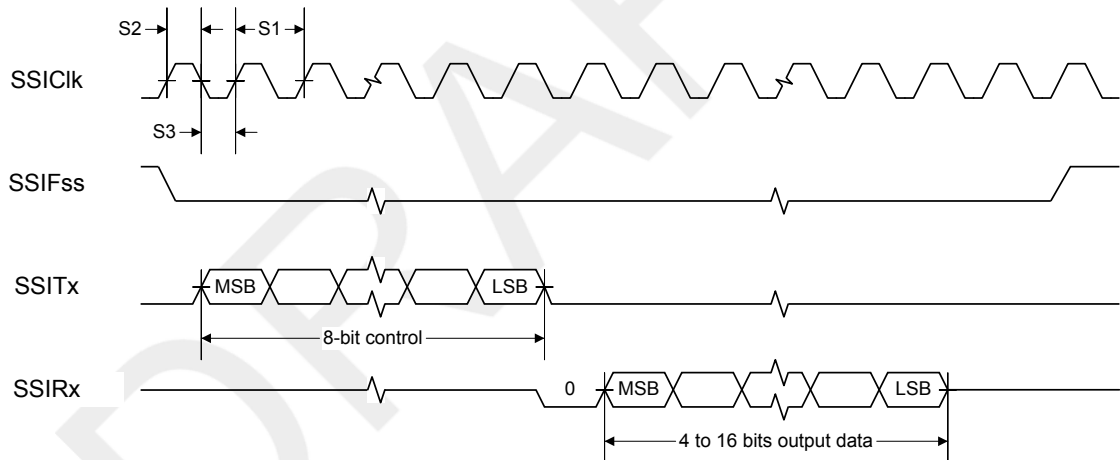 S2
S1
SSIClk
S3
SSIFss
SSITx
MSB
LSB
8-bit control
SSIRx
0
MSB
LSB
4 to 16 bits output data
DRAF